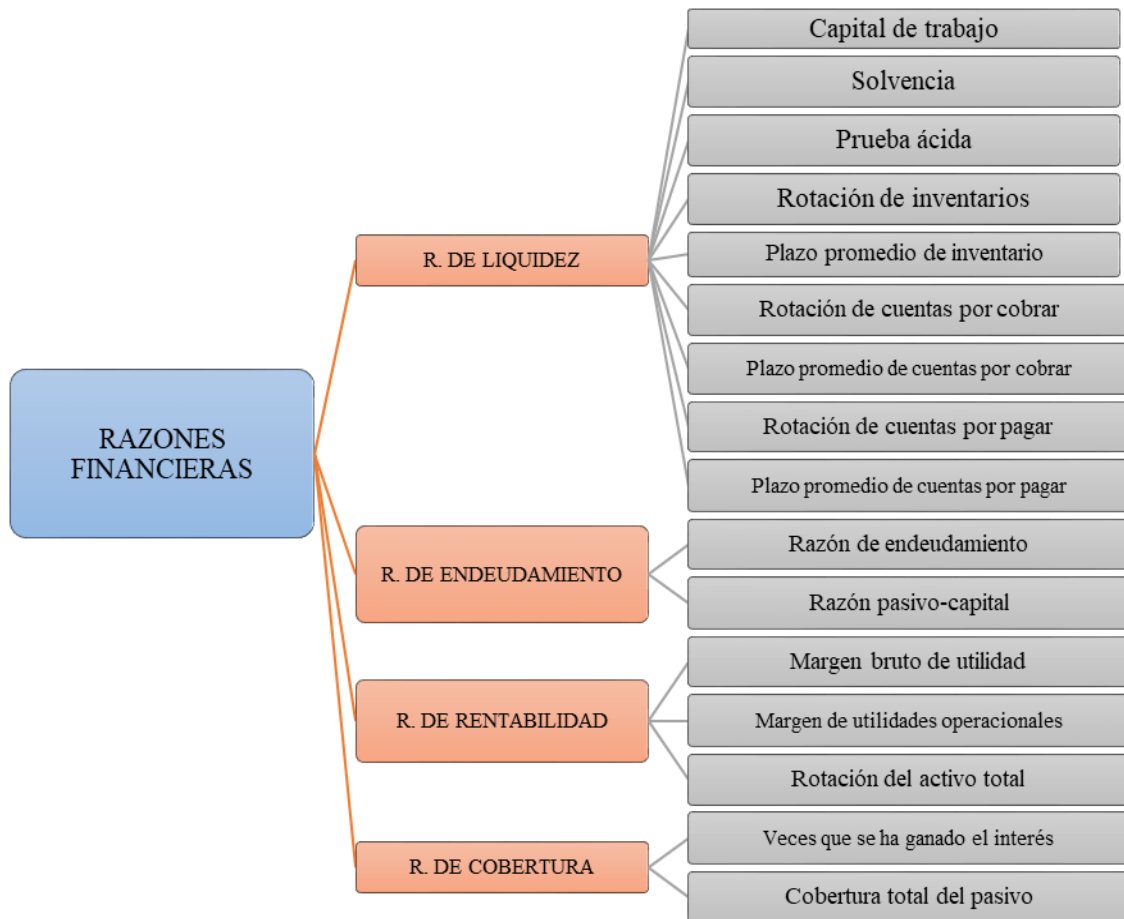 RAZONES
FINANCIERAS
R. DE LIQUIDEZ
Capital de trabajo
Solvencia
Prueba ácida
Rotación de inventarios
Plazo promedio de inventario
Rotación de cuentas por cobrar
Plazo promedio de cuentas por cobrar
Rotación de cuentas por pagar
Plazo promedio de cuentas por pagar
R. DE ENDEUDAMIENTO
Razón de endeudamiento
Razón pasivo-capital
R. DE RENTABILIDAD
Margen bruto de utilidad
Margen de utilidades operacionales
Rotación del activo total
R. DE COBERTURA
Veces que se ha ganado el interés
Cobertura total del pasivo